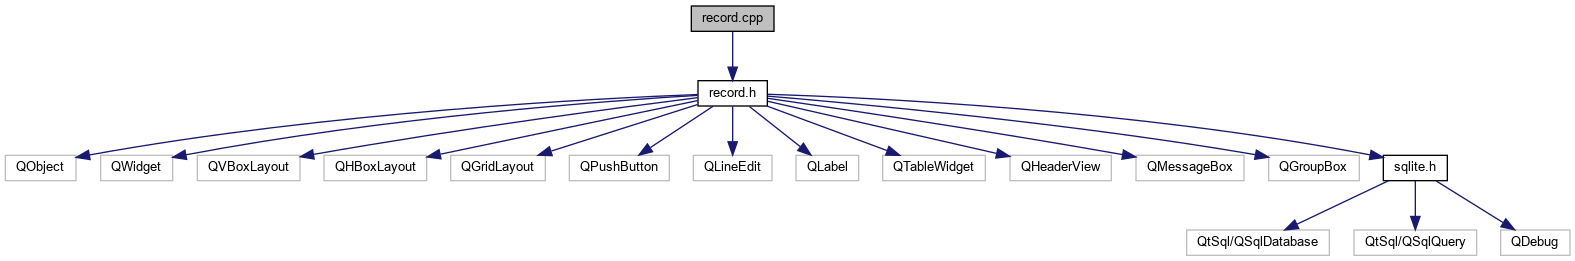 record.cpp
record.h
QObject
QWidget
QVBoxLayout
QHBoxLayout
QGridLayout
QPushButton
QLineEdit
QLabel
QTableWidget
QHeaderView
QMessageBox
QGroupBox
sqlite.h
QtSql/QSqlDatabase
QtSql/QSqlQuery
QDebug